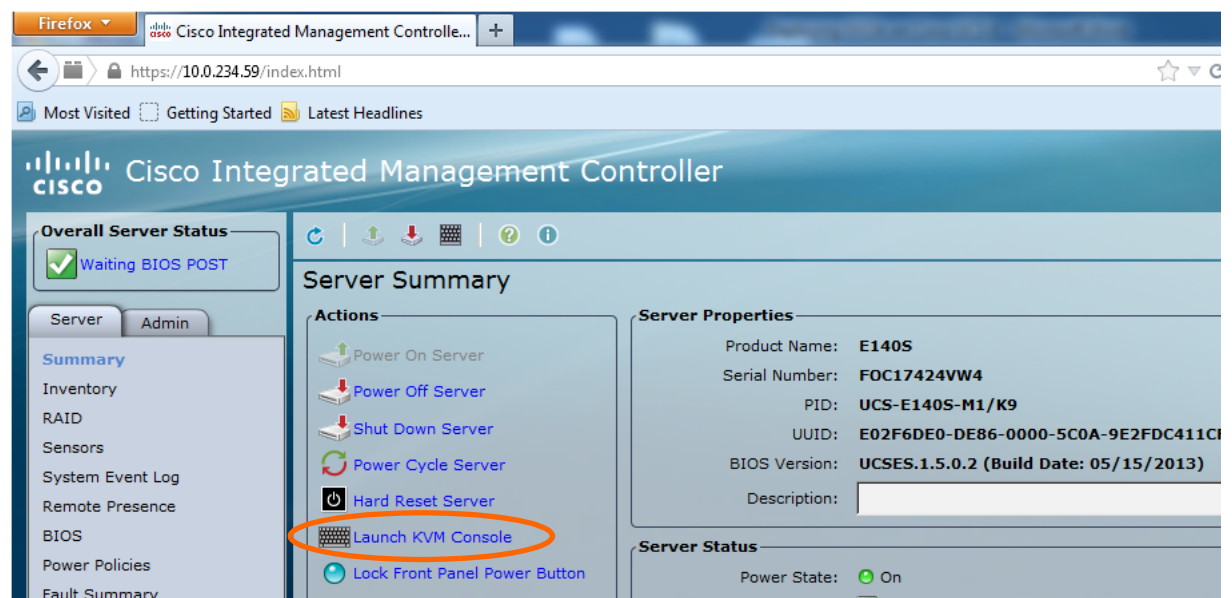 Firefox
Cisco Integrated Management Controlle...
https://10.0.234.59/index.html
Most Visited Getting Started Latest Headlines
CISCO Cisco Integrated Management Controller
Overall Server Status
Waiting BIOS POST
Server Admin
Summary
Inventory
RAID
Sensors
System Event Log
Remote Presence
BIOS
Power Policies
Fault Summary
Server Summary
Actions
Power On Server
Power Off Server
Shut Down Server
Power Cycle Server
Hard Reset Server
Launch KVM Console
Lock Front Panel Power Button
Server Properties
Product Name: E140S
Serial Number: FOC17424VW4
PID: UCS-E140S-M1/K9
UUID: E02F6DE0-DE86-0000-5C0A-9E2FDC411C
BIOS Version: UCSES.1.5.0.2 (Build Date: 05/15/2013)
Description:
Server Status
Power State: On